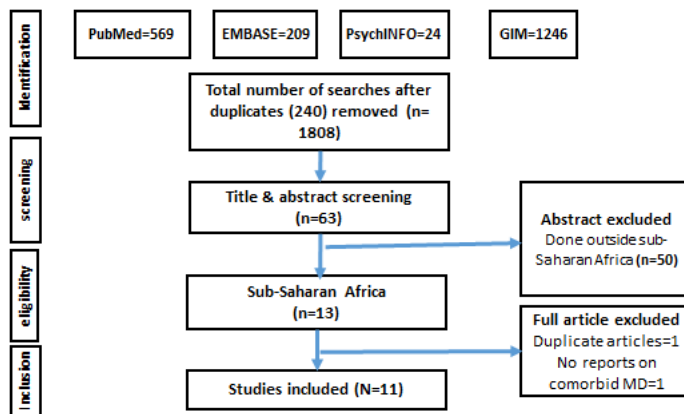 PubMed=569
EMBASE=209
PsychINFO=24
GIM=1246
Identification
Total number of searches after
duplicates (240) removed (n=
1808)
screening
Title & abstract screening
(n=63)
Abstract excluded
Done outside sub-
Saharan Africa (n=50)
eligibility
Sub-Saharan Africa
(n=13)
Full article excluded
Duplicate articles=1
No reports on
comorbid MD=1
Inclusion
Studies included (N=11)